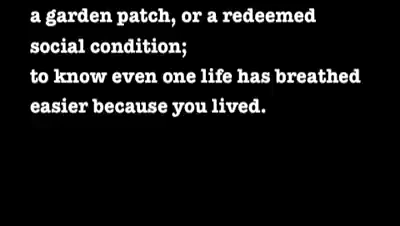 a garden patch, or a redeemed
social condition;
to know even one life has breathed
easier because you lived.